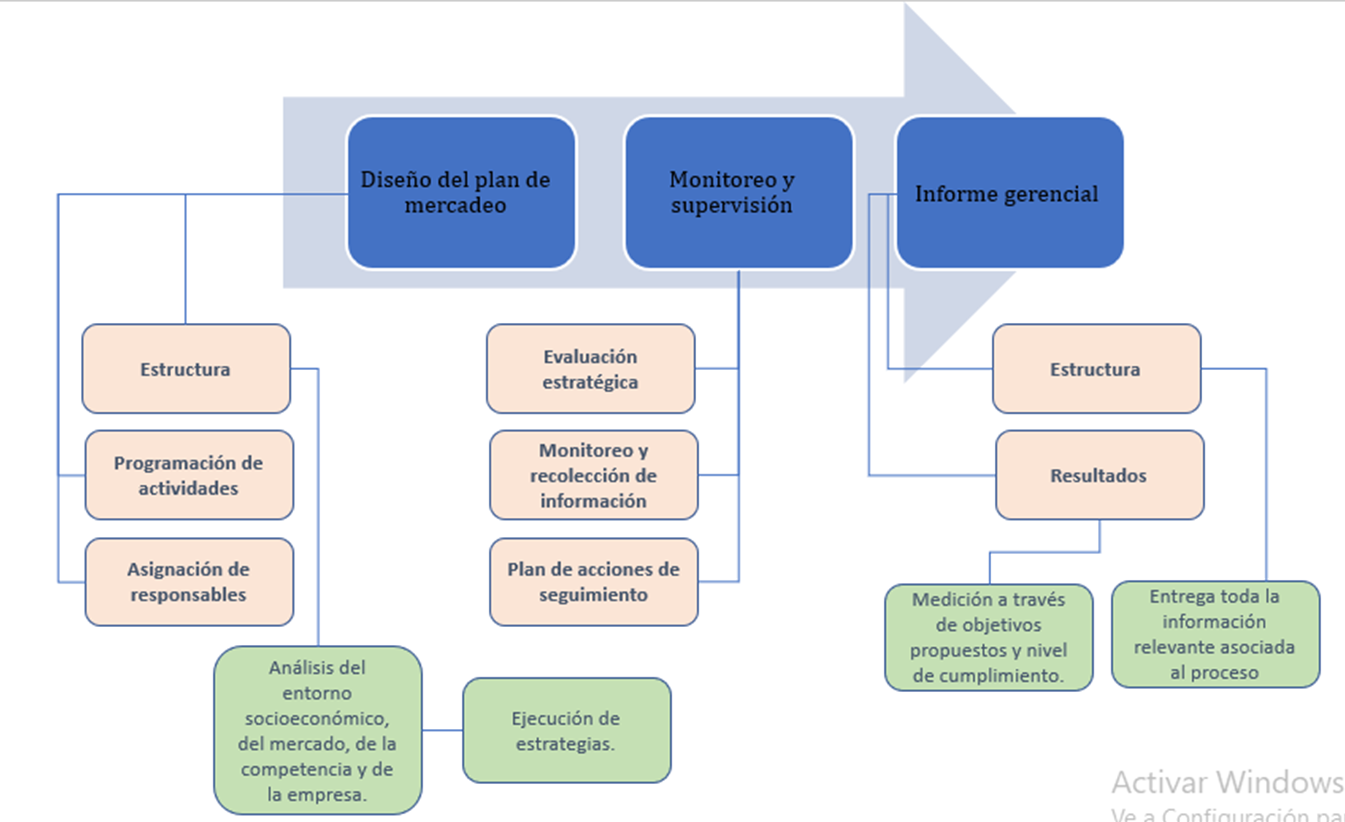 Diseño del plan de
mercadeo
Monitoreo y
supervisión
Informe gerencial
Estructura
Programación de
actividades
Asignación de
responsables
Análisis del
entorno
socioeconómico,
del mercado, de la
competencia y de
la empresa.
Ejecución de
estrategias.
Evaluación
estratégica
Monitoreo y
recolección de
información
Plan de acciones de
seguimiento
Estructura
Resultados
Medición a través
de objetivos
propuestos y nivel
de cumplimiento.
Entrega toda la
información
relevante asociada
al proceso
Activar Windows
Ve a Configuración pa